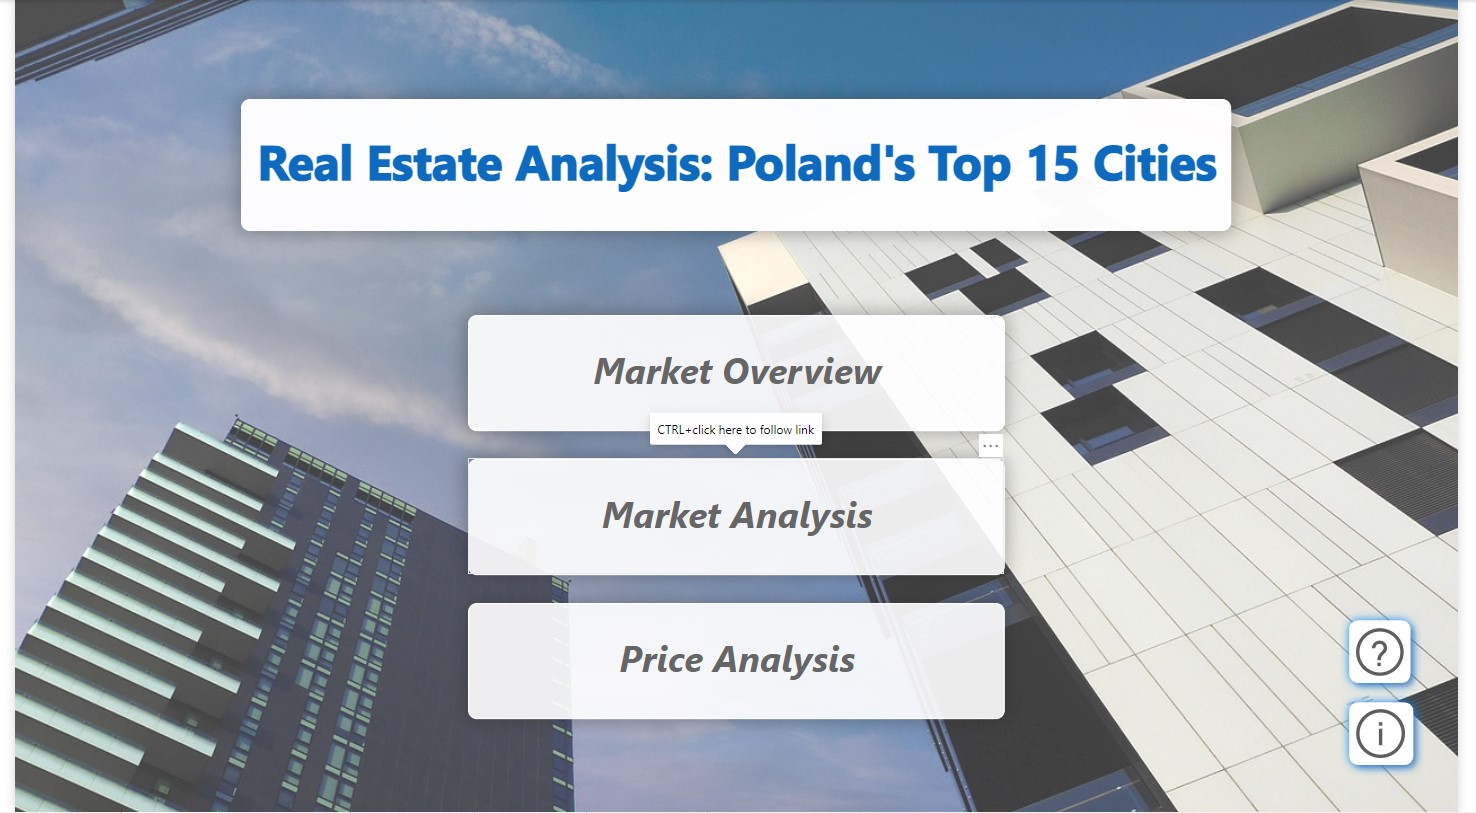 Real Estate Analysis: Poland's Top 15 Cities
Market Overview
CTRL+click here to follow link
...
Market Analysis
Price Analysis
?
i